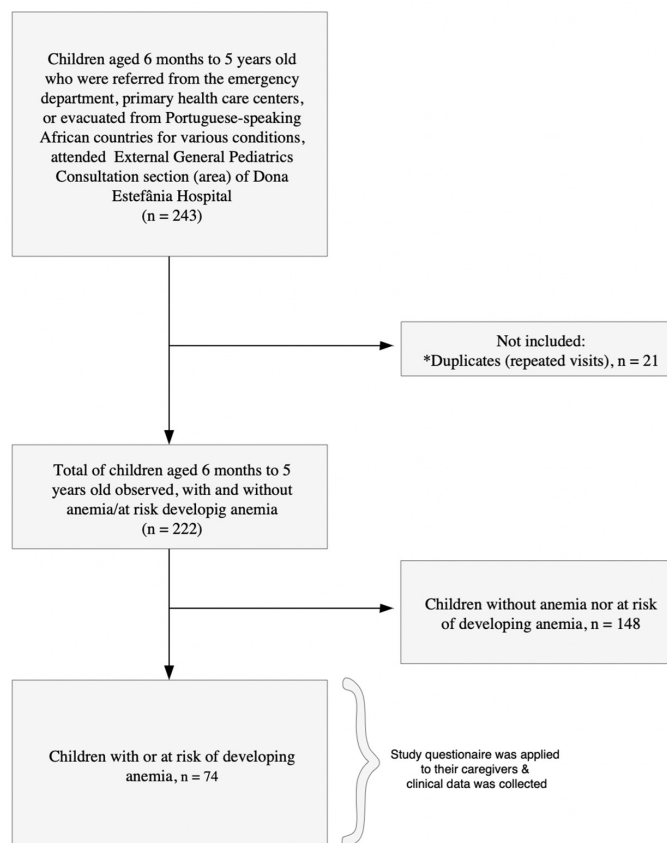 Children aged 6 months to 5 years old
who were referred from the emergency
department, primary health care centers,
or evacuated from Portuguese-speaking
African countries for various conditions,
attended External General Pediatrics
Consultation section (area) of Dona
Estefânia Hospital
(n = 243)
Not included:
*Duplicates (repeated visits), n = 21
Total of children aged 6 months to 5
years old observed, with and without
anemia/at risk developig anemia
(n = 222)
Children without anemia nor at risk
of developing anemia, n = 148
Children with or at risk of developing
anemia, n = 74
Study questionaire was applied
to their caregivers &
clinical data was collected